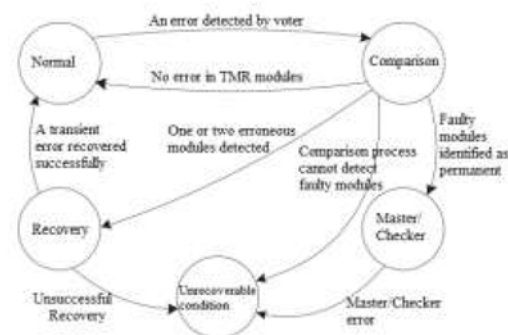 An error detected by voter
Normal
Comparison
No error in TMR modules
A transient
error recovered
successfully
One or two erroneous
modules detected
Comparison process
cannot detect
faulty modules
Faulty
modules
identified as
permanent
Recovery
Master/
Checker
Unrecoverable
condition
Unsuccessful
Recovery
Master/Checker
error